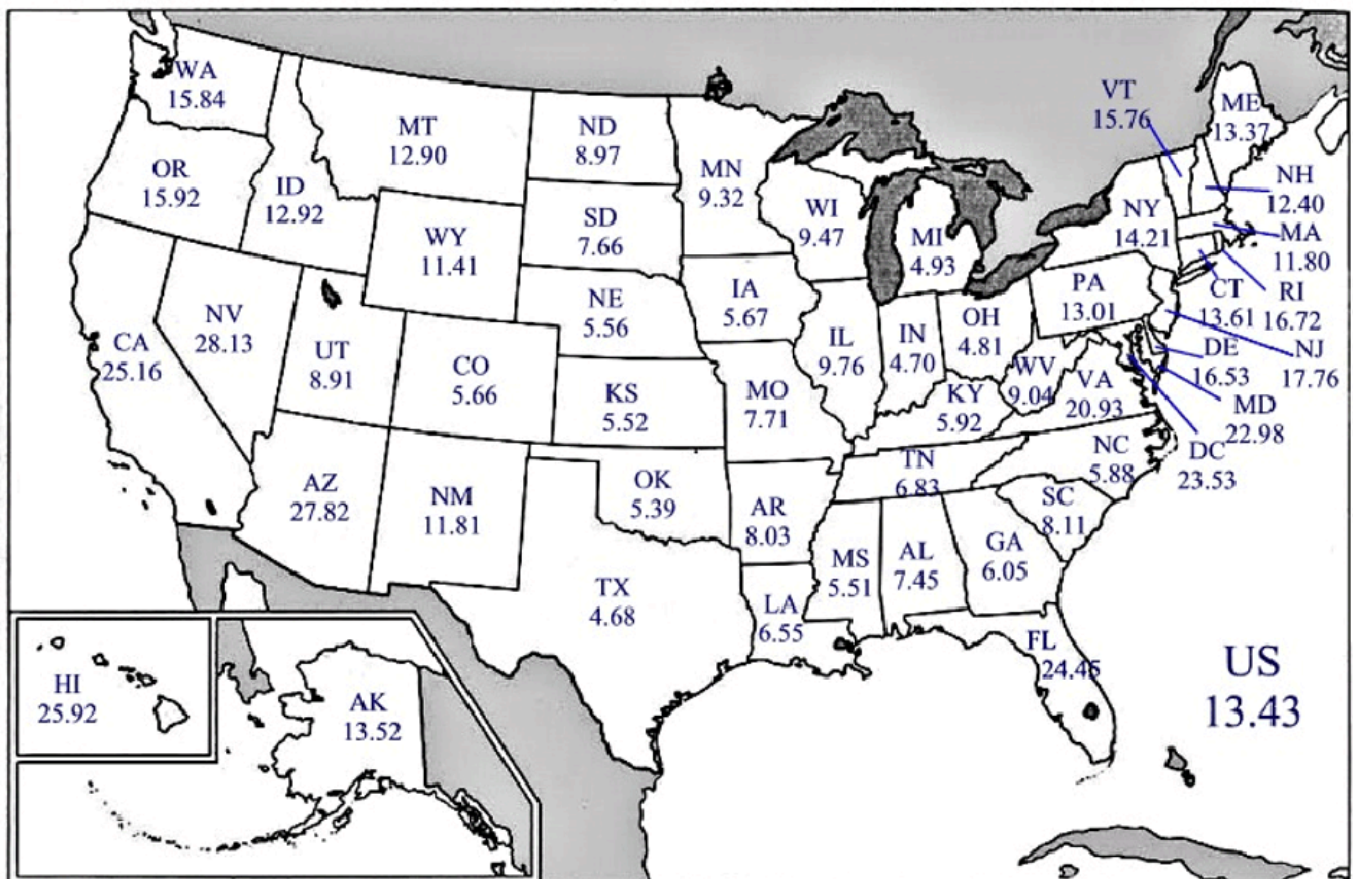 WA
15.84
OR
15.92
ID
12.92
MT
12.90
ND
8.97
MN
9.32
WI
9.47
MI
4.93
VT
15.76
ME
13.37
NH
12.40
MA
11.80
NY
14.21
RI
16.72
CT
13.61
NJ
17.76
PA
13.01
DE
16.53
MD
22.98
DC
23.53
SD
7.66
WY
11.41
NE
5.56
IA
5.67
IL
9.76
IN
4.70
OH
4.81
WV
9.04
VA
20.93
CA
25.16
NV
28.13
UT
8.91
CO
5.66
KS
5.52
MO
7.71
KY
5.92
NC
5.88
TN
6.83
SC
8.11
AZ
27.82
NM
11.81
OK
5.39
AR
8.03
MS
5.51
AL
7.45
GA
6.05
TX
4.68
LA
6.55
FL
24.45
HI
25.92
AK
13.52
US
13.43